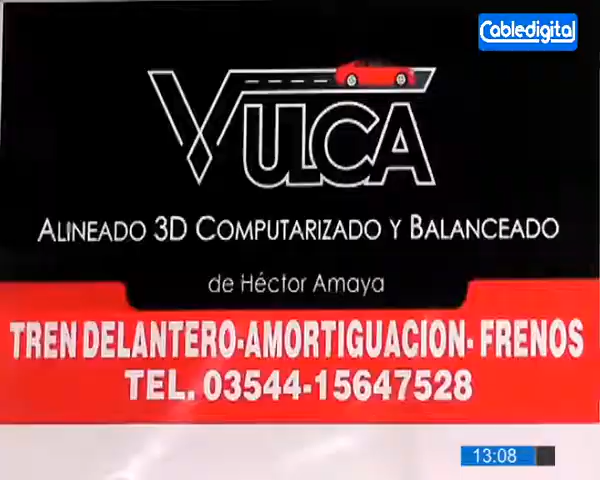 Cabledigital
VULCA
ALINEADO 3D COMPUTARIZADO Y BALANCEADO
de Héctor Amaya
TREN DELANTERO-AMORTIGUACION- FRENOS
TEL. 03544-15647528
13:08